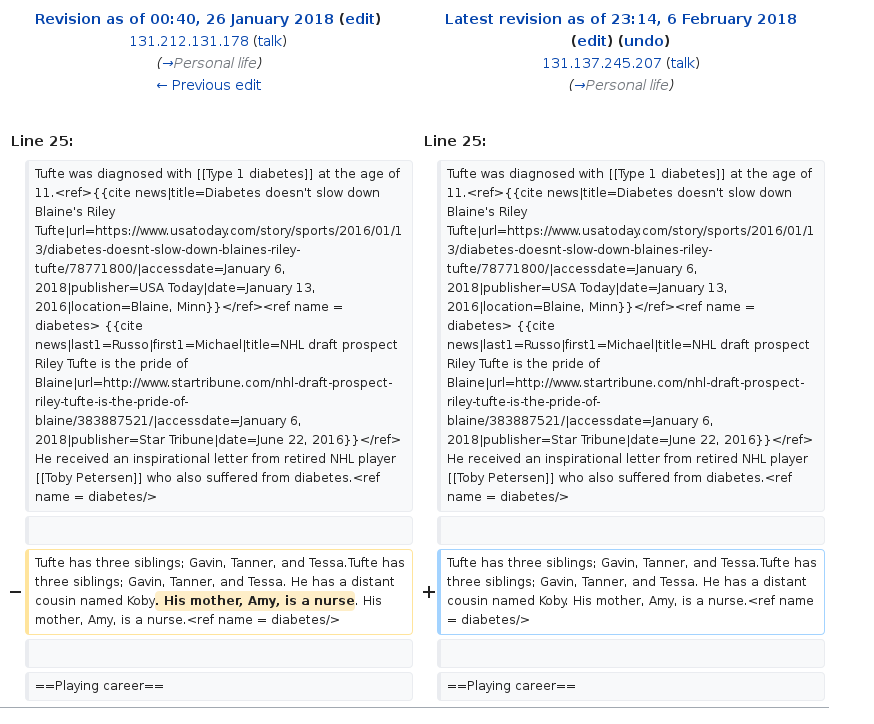 Revision as of 00:40, 26 January 2018 (edit)
131.212.131.178 (talk)
(→Personal life)
← Previous edit
Latest revision as of 23:14, 6 February 2018
(edit) (undo)
131.137.245.207 (talk)
(→Personal life)
Line 25:
Line 25:
Tufte was diagnosed with [[Type 1 diabetes]] at the age of
11.<ref>{{cite news|title=Diabetes doesn't slow down
Blaine's Riley
Tufte|url=https://www.usatoday.com/story/sports/2016/01/1
3/diabetes-doesnt-slow-down-blaines-riley-
tufte/78771800/|accessdate=January 6,
2018|publisher=USA Today|date=January 13,
2016|location=Blaine, Minn}}</ref><ref name =
diabetes> {{cite
news|last1=Russo|first1=Michael|title=NHL draft prospect
Riley Tufte is the pride of
Blaine|url=http://www.startribune.com/nhl-draft-prospect-
riley-tufte-is-the-pride-of-
blaine/383887521/|accessdate=January 6,
2018|publisher=Star Tribune|date=June 22, 2016}}</ref>
He received an inspirational letter from retired NHL player
[[Toby Petersen]] who also suffered from diabetes.<ref
name = diabetes/>
Tufte was diagnosed with [[Type 1 diabetes]] at the age of
11.<ref>{{cite news|title=Diabetes doesn't slow down
Blaine's Riley
Tufte|url=https://www.usatoday.com/story/sports/2016/01/1
3/diabetes-doesnt-slow-down-blaines-riley-
tufte/78771800/|accessdate=January 6,
2018|publisher=USA Today|date=January 13,
2016|location=Blaine, Minn}}</ref><ref name =
diabetes> {{cite
news|last1=Russo|first1=Michael|title=NHL draft prospect
Riley Tufte is the pride of
Blaine|url=http://www.startribune.com/nhl-draft-prospect-
riley-tufte-is-the-pride-of-
blaine/383887521/|accessdate=January 6,
2018|publisher=Star Tribune|date=June 22, 2016}}</ref>
He received an inspirational letter from retired NHL player
[[Toby Petersen]] who also suffered from diabetes.<ref
name = diabetes/>
−
Tufte has three siblings; Gavin, Tanner, and Tessa.Tufte has
three siblings; Gavin, Tanner, and Tessa. He has a distant
cousin named Koby. His mother, Amy, is a nurse. His
mother, Amy, is a nurse.<ref name = diabetes/>
+
Tufte has three siblings; Gavin, Tanner, and Tessa.Tufte has
three siblings; Gavin, Tanner, and Tessa. He has a distant
cousin named Koby. His mother, Amy, is a nurse.<ref name
= diabetes/>
==Playing career==
==Playing career==